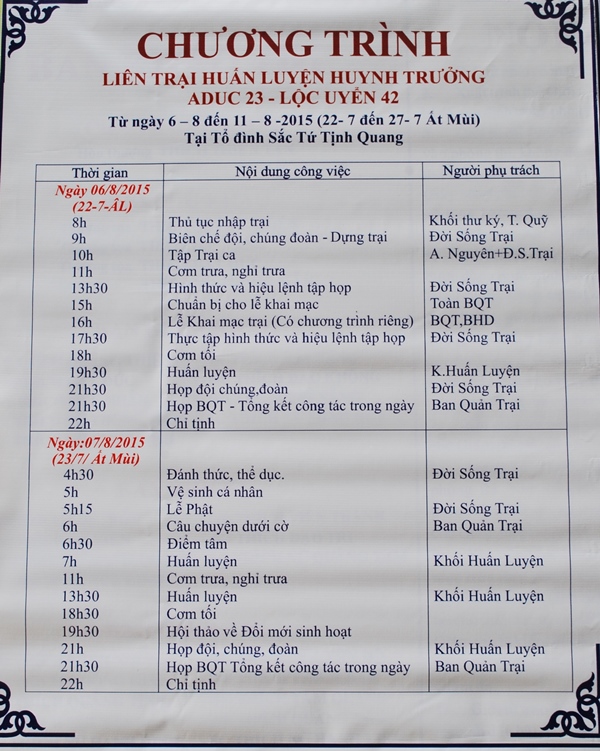 CHƯƠNG TRÌNH
LIÊN TRẠI HUẤN LUYỆN HUYNH TRƯỞNG
ADUC 23 - LỘC UYỂN 42
Từ ngày 6 – 8 đến 11 – 8 -2015 (22- 7 đến 27- 7 Ất Mùi)
Tại Tổ đình Sắc Tứ Tịnh Quang
Thời gian Nội dung công việc Người phụ trách
Ngày 06/8/2015
(22-7-ÂL)
8h Thủ tục nhập trại Khối thư ký, T. Quỹ
9h Biên chế đội, chúng đoàn - Dựng trại Đời Sống Trại
10h Tập Trại ca A. Nguyên+Đ.S.Trại
11h Cơm trưa, nghỉ trưa
13h30 Hình thức và hiệu lệnh tập họp Đời Sống Trại
15h Chuẩn bị cho lễ khai mạc Toàn BQT
16h Lễ Khai mạc trại (Có chương trình riêng) BQT,BHD
17h30 Thực tập hình thức và hiệu lệnh tập họp Đời Sống Trại
18h Cơm tối
19h30 Huấn luyện K.Huấn Luyện
21h30 Họp đội chúng,đoàn Đời Sống Trại
21h30 Họp BQT - Tổng kết công tác trong ngày Ban Quản Trại
22h Chỉ tịnh
Ngày:07/8/2015
(23/7/ Ất Mùi)
4h30 Đánh thức, thể dục. Đời Sống Trại
5h Vệ sinh cá nhân
5h15 Lễ Phật Đời Sống Trại
6h Câu chuyện dưới cờ Ban Quản Trại
6h30 Điểm tâm
7h Huấn luyện Khối Huấn Luyện
11h Cơm trưa, nghỉ trưa
13h30 Huấn luyện Khối Huấn Luyện
18h30 Cơm tối
19h30 Hội thảo về Đổi mới sinh hoạt
21h Họp đội, chúng, đoàn Khối Huấn Luyện
21h30 Họp BQT Tổng kết công tác trong ngày Ban Quản Trại
22h Chỉ tịnh